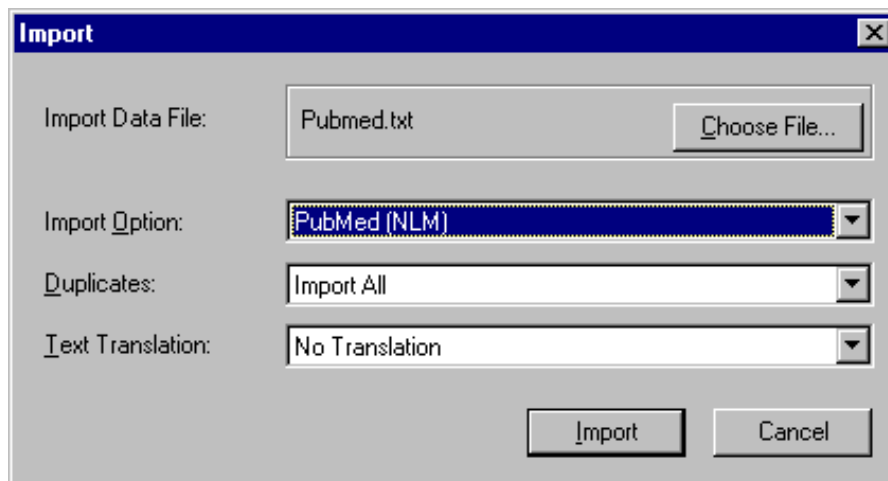 Import
Import Data File: Pubmed.txt Choose File...
Import Option: PubMed (NLM)
Duplicates: Import All
Text Translation: No Translation
Import Cancel